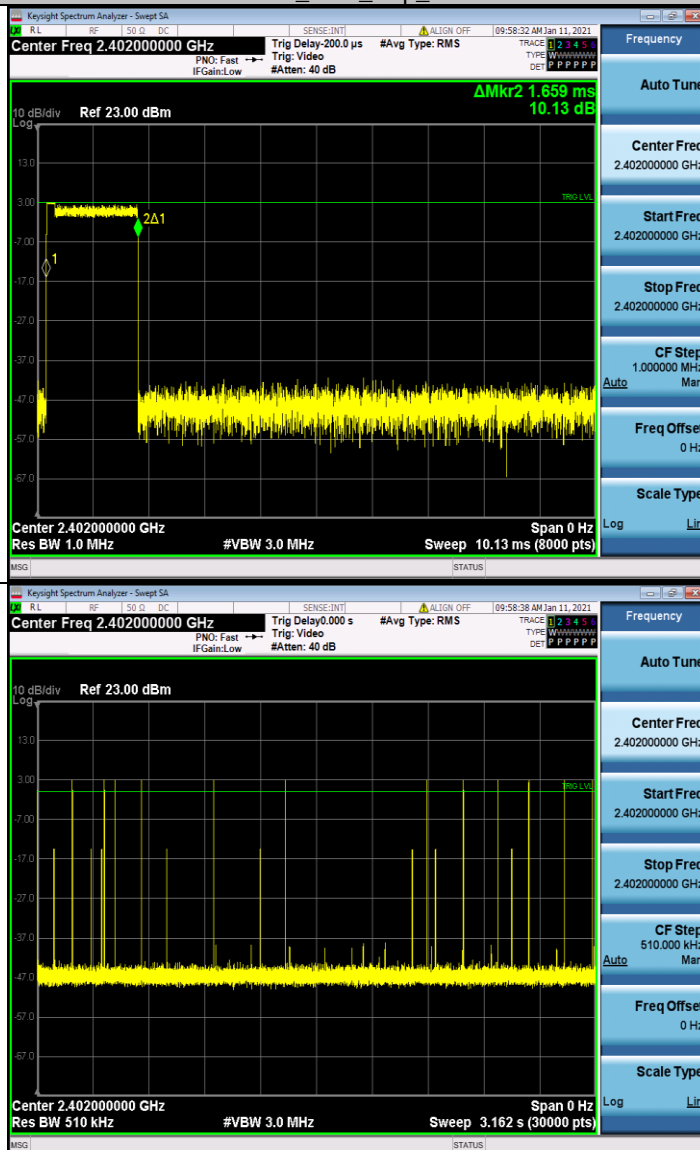 Keysight Spectrum Analyzer - Swept SA
RL RF 50 Ω DC SENSE:INT ALIGN OFF 09:58:32 AM Jan 11, 2021
Center Freq 2.402000000 GHz
Trig Delay-200.0 µs #Avg Type: RMS
TRACE 1 2 3 4 5 6
PNO: Fast
Trig: Video
TYPE WWWWWW
IFGain:Low
#Atten: 40 dB
DET P P P P P P
ΔMkr2 1.659 ms
10.13 dB
10 dB/div Ref 23.00 dBm
Log
13.0
3.00
TRIG LVL
2Δ1
-7.00
1
-17.0
-27.0
-37.0
-47.0
-57.0
-67.0
Center 2.402000000 GHz Span 0 Hz
Res BW 1.0 MHz #VBW 3.0 MHz Sweep 10.13 ms (8000 pts)
MSG STATUS
Frequency
Auto Tune
Center Freq
2.402000000 GHz
Start Freq
2.402000000 GHz
Stop Freq
2.402000000 GHz
CF Step
1.000000 MHz
Auto Man
Freq Offset
0 Hz
Scale Type
Log Lin
Keysight Spectrum Analyzer - Swept SA
RL RF 50 Ω DC SENSE:INT ALIGN OFF 09:58:38 AM Jan 11, 2021
Center Freq 2.402000000 GHz
Trig Delay0.000 s #Avg Type: RMS
TRACE 1 2 3 4 5 6
PNO: Fast
Trig: Video
TYPE WWWWWW
IFGain:Low
#Atten: 40 dB
DET P P P P P P
10 dB/div Ref 23.00 dBm
Log
13.0
3.00
TRIG LVL
-7.00
-17.0
-27.0
-37.0
-47.0
-57.0
-67.0
Center 2.402000000 GHz Span 0 Hz
Res BW 510 kHz #VBW 3.0 MHz Sweep 3.162 s (30000 pts)
MSG STATUS
Frequency
Auto Tune
Center Freq
2.402000000 GHz
Start Freq
2.402000000 GHz
Stop Freq
2.402000000 GHz
CF Step
510.000 kHz
Auto Man
Freq Offset
0 Hz
Scale Type
Log Lin